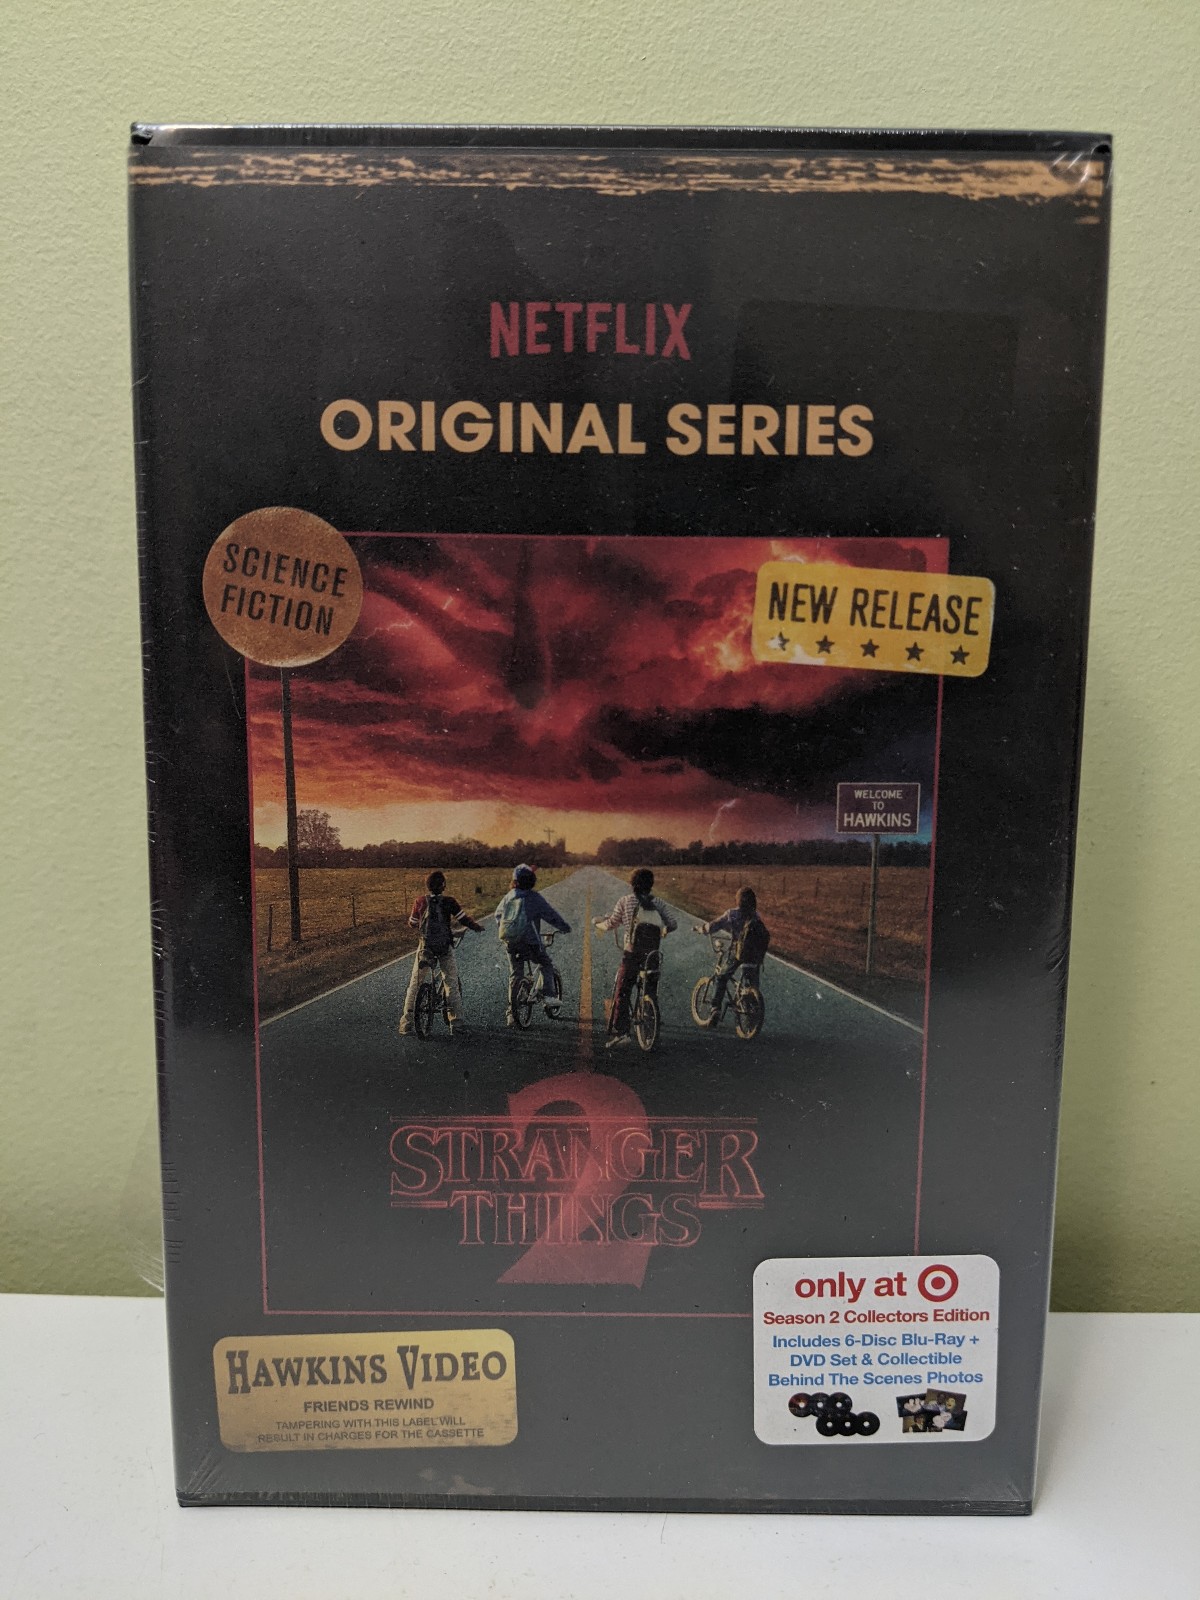 NETFLIX
ORIGINAL SERIES
SCIENCE
FICTION
NEW RELEASE
WELCOME
TO
HAWKINS
2
STRANGER
THINGS
only at
Season 2 Collectors Edition
Includes 6-Disc Blu-Ray +
DVD Set & Collectible
Behind The Scenes Photos
HAWKINS VIDEO
FRIENDS REWIND
TAMPERING WITH THIS LABEL WILL
RESULT IN CHARGES FOR THE CASSETTE